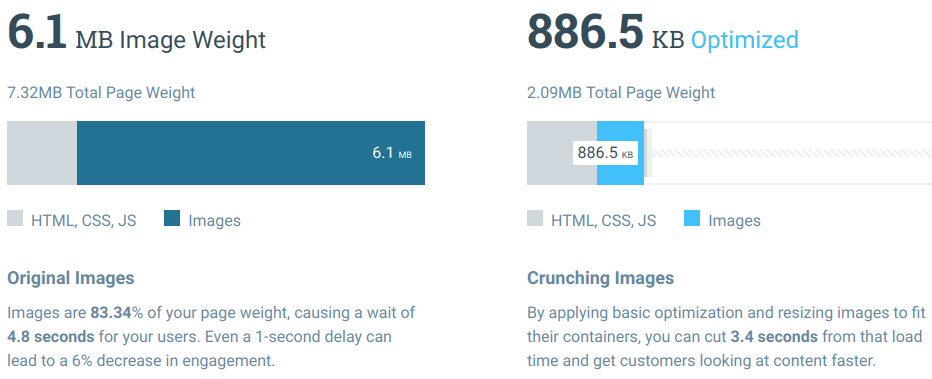 6.1 MB Image Weight
7.32MB Total Page Weight
6.1 MB
HTML, CSS, JS
Images
Original Images
Images are 83.34% of your page weight, causing a wait of
4.8 seconds for your users. Even a 1-second delay can
lead to a 6% decrease in engagement.
886.5 KB Optimized
2.09MB Total Page Weight
886.5 KB
HTML, CSS, JS
Images
Crunching Images
By applying basic optimization and resizing images to fit
their containers, you can cut 3.4 seconds from that load
time and get customers looking at content faster.